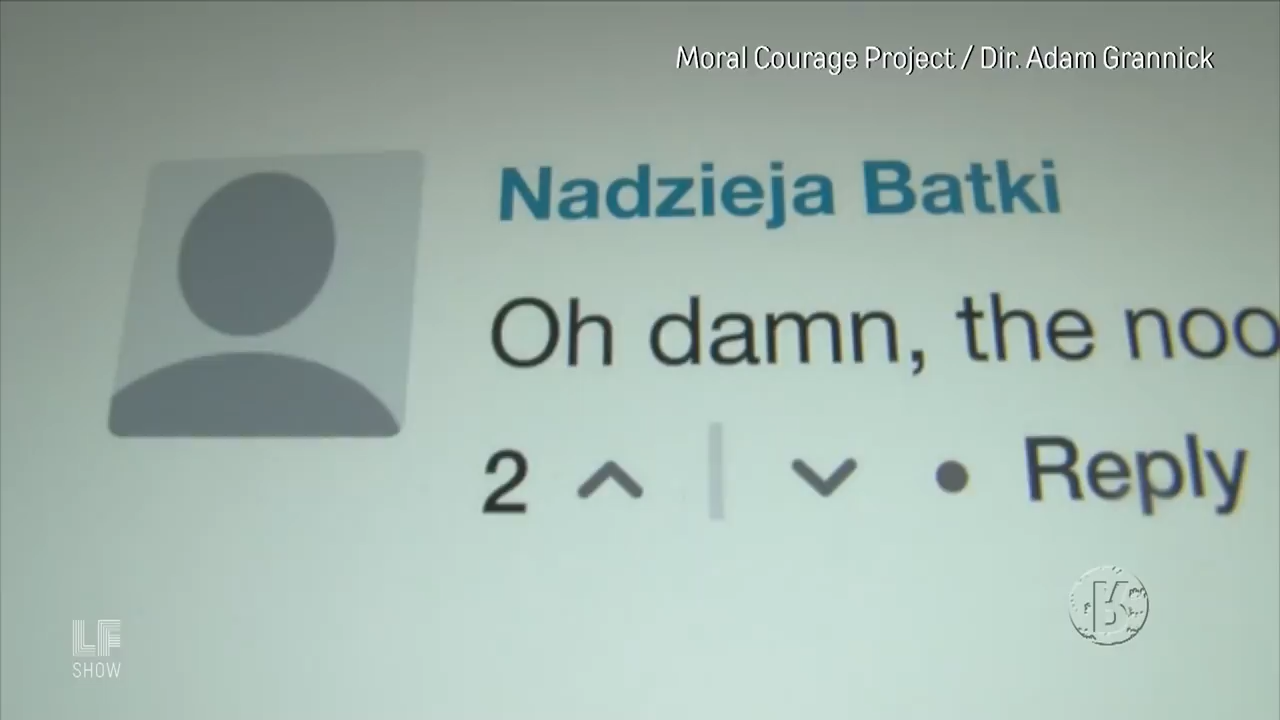 Moral Courage Project / Dir. Adam Grannick
Nadzieja Batki
Oh damn, the noo
2
Reply
LF
SHOW
K